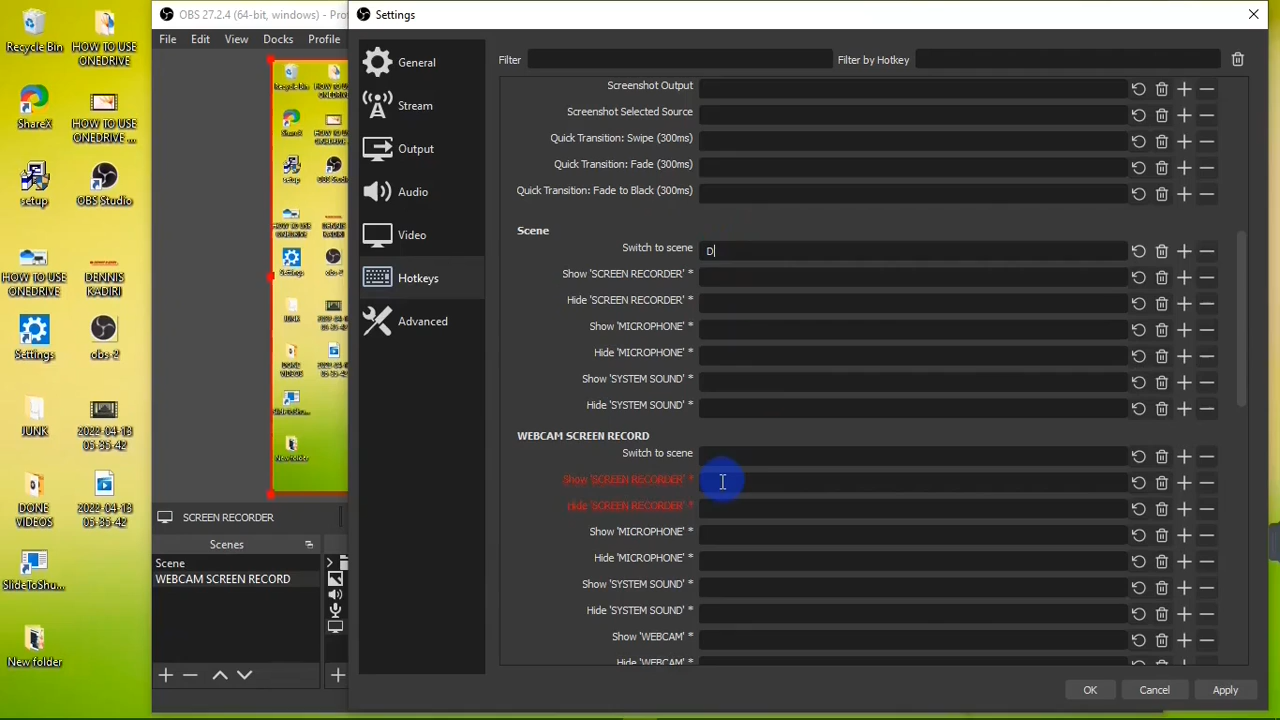 Recycle Bin
HOW TO USE ONEDRIVE
ShareX
HOW TO USE ONEDRIVE ...
setup
OBS Studio
HOW TO USE ONEDRIVE
DENNIS KADIRI
Settings
obs-2
JUNK
2022-04-13 05-35-42
DONE VIDEOS
2022-04-13 05-35-42
SlideToShu...
New folder
OBS 27.2.4 (64-bit, windows) - Pro
File Edit View Docks Profile
SCREEN RECORDER
Scenes
Scene
WEBCAM SCREEN RECORD
Settings
General
Stream
Output
Audio
Video
Hotkeys
Advanced
Filter
Filter by Hotkey
Screenshot Output
Screenshot Selected Source
Quick Transition: Swipe (300ms)
Quick Transition: Fade (300ms)
Quick Transition: Fade to Black (300ms)
Scene
Switch to scene D
Show 'SCREEN RECORDER' *
Hide 'SCREEN RECORDER' *
Show 'MICROPHONE' *
Hide 'MICROPHONE' *
Show 'SYSTEM SOUND' *
Hide 'SYSTEM SOUND' *
WEBCAM SCREEN RECORD
Switch to scene
Show 'SCREEN RECORDER' *
Hide 'SCREEN RECORDER' *
Show 'MICROPHONE' *
Hide 'MICROPHONE' *
Show 'SYSTEM SOUND' *
Hide 'SYSTEM SOUND' *
Show 'WEBCAM' *
Hide 'WEBCAM' *
OK Cancel Apply